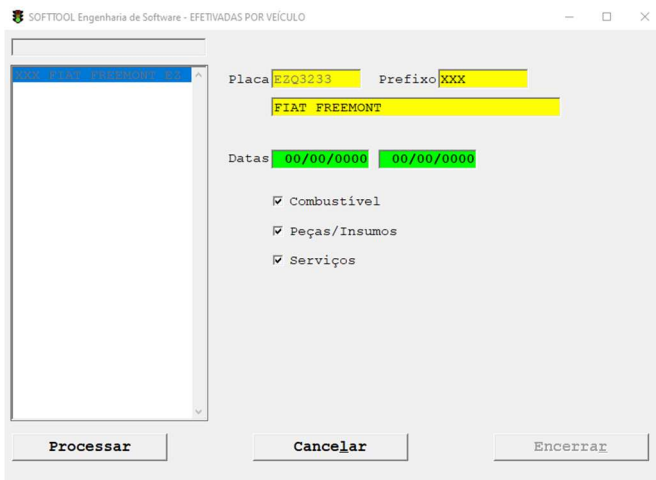 SOFTTOOL Engenharia de Software - EFETIVADAS POR VEÍCULO
XXX FIAT FREEMONT EZ
Placa EZQ3233 Prefixo XXX
FIAT FREEMONT
Datas 00/00/0000 00/00/0000
Combustível
Peças/Insumos
Serviços
Processar Cancelar Encerrar